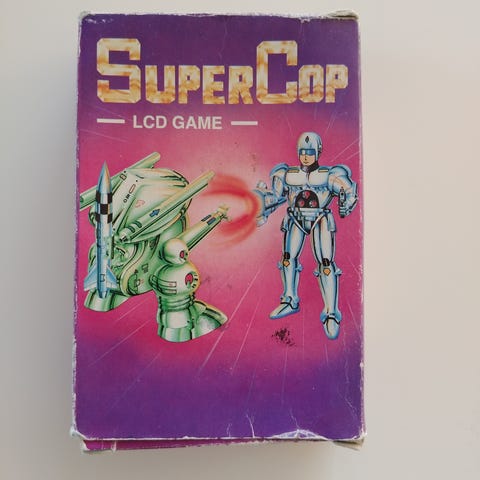 SUPERCOP
— LCD GAME —